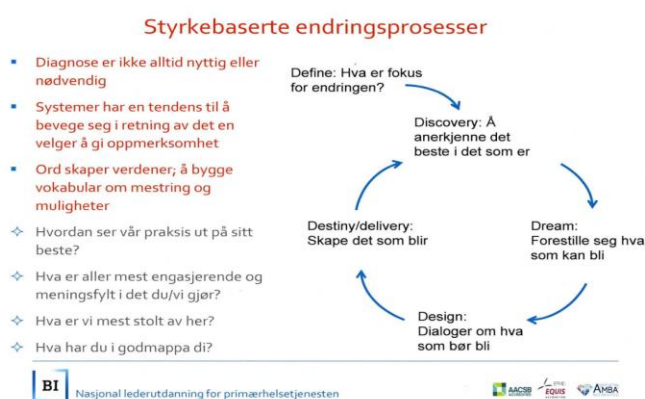 Styrkebaserte endringsprosesser
Diagnose er ikke alltid nyttig eller
nødvendig
Systemer har en tendens til å
bevege seg i retning av det en
velger å gi oppmerksomhet
Ord skaper verdener; å bygge
vokabular om mestring og
muligheter
Hvordan ser vår praksis ut på sitt
beste?
Hva er aller mest engasjerende og
meningsfylt i det du/vi gjør?
Hva er vi mest stolt av her?
Hva har du i godmappa di?
Define: Hva er fokus
for endringen?
Discovery: Å
anerkjenne det
beste i det som er
Dream:
Forestille seg hva
som kan bli
Design:
Dialoger om hva
som bør bli
Destiny/delivery:
Skape det som blir
BI
Nasjonal lederutdanning for primærhelsetjenesten
AACSB
ACCREDITED
EFMD
EQUIS
AMBA